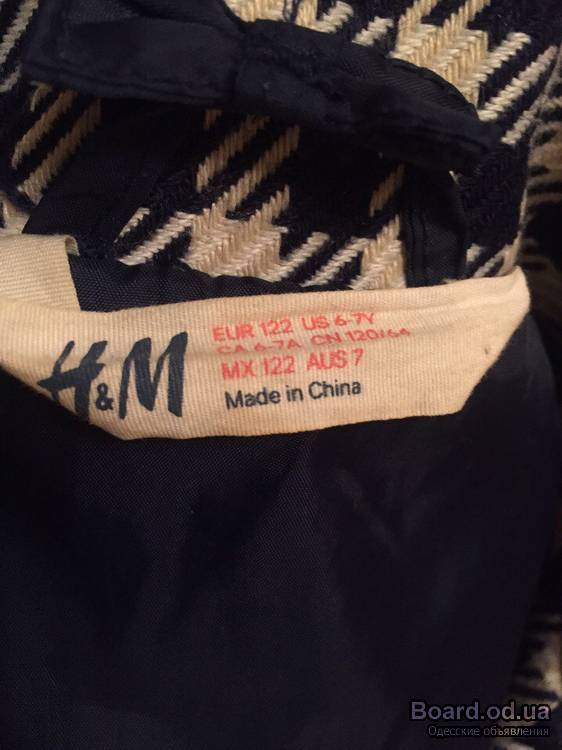 H&M
EUR 122 US 6-7Y
CA 6-7A CN 120/64
MX 122 AUS 7
Made in China
Board.od.ua
Одесские объявления